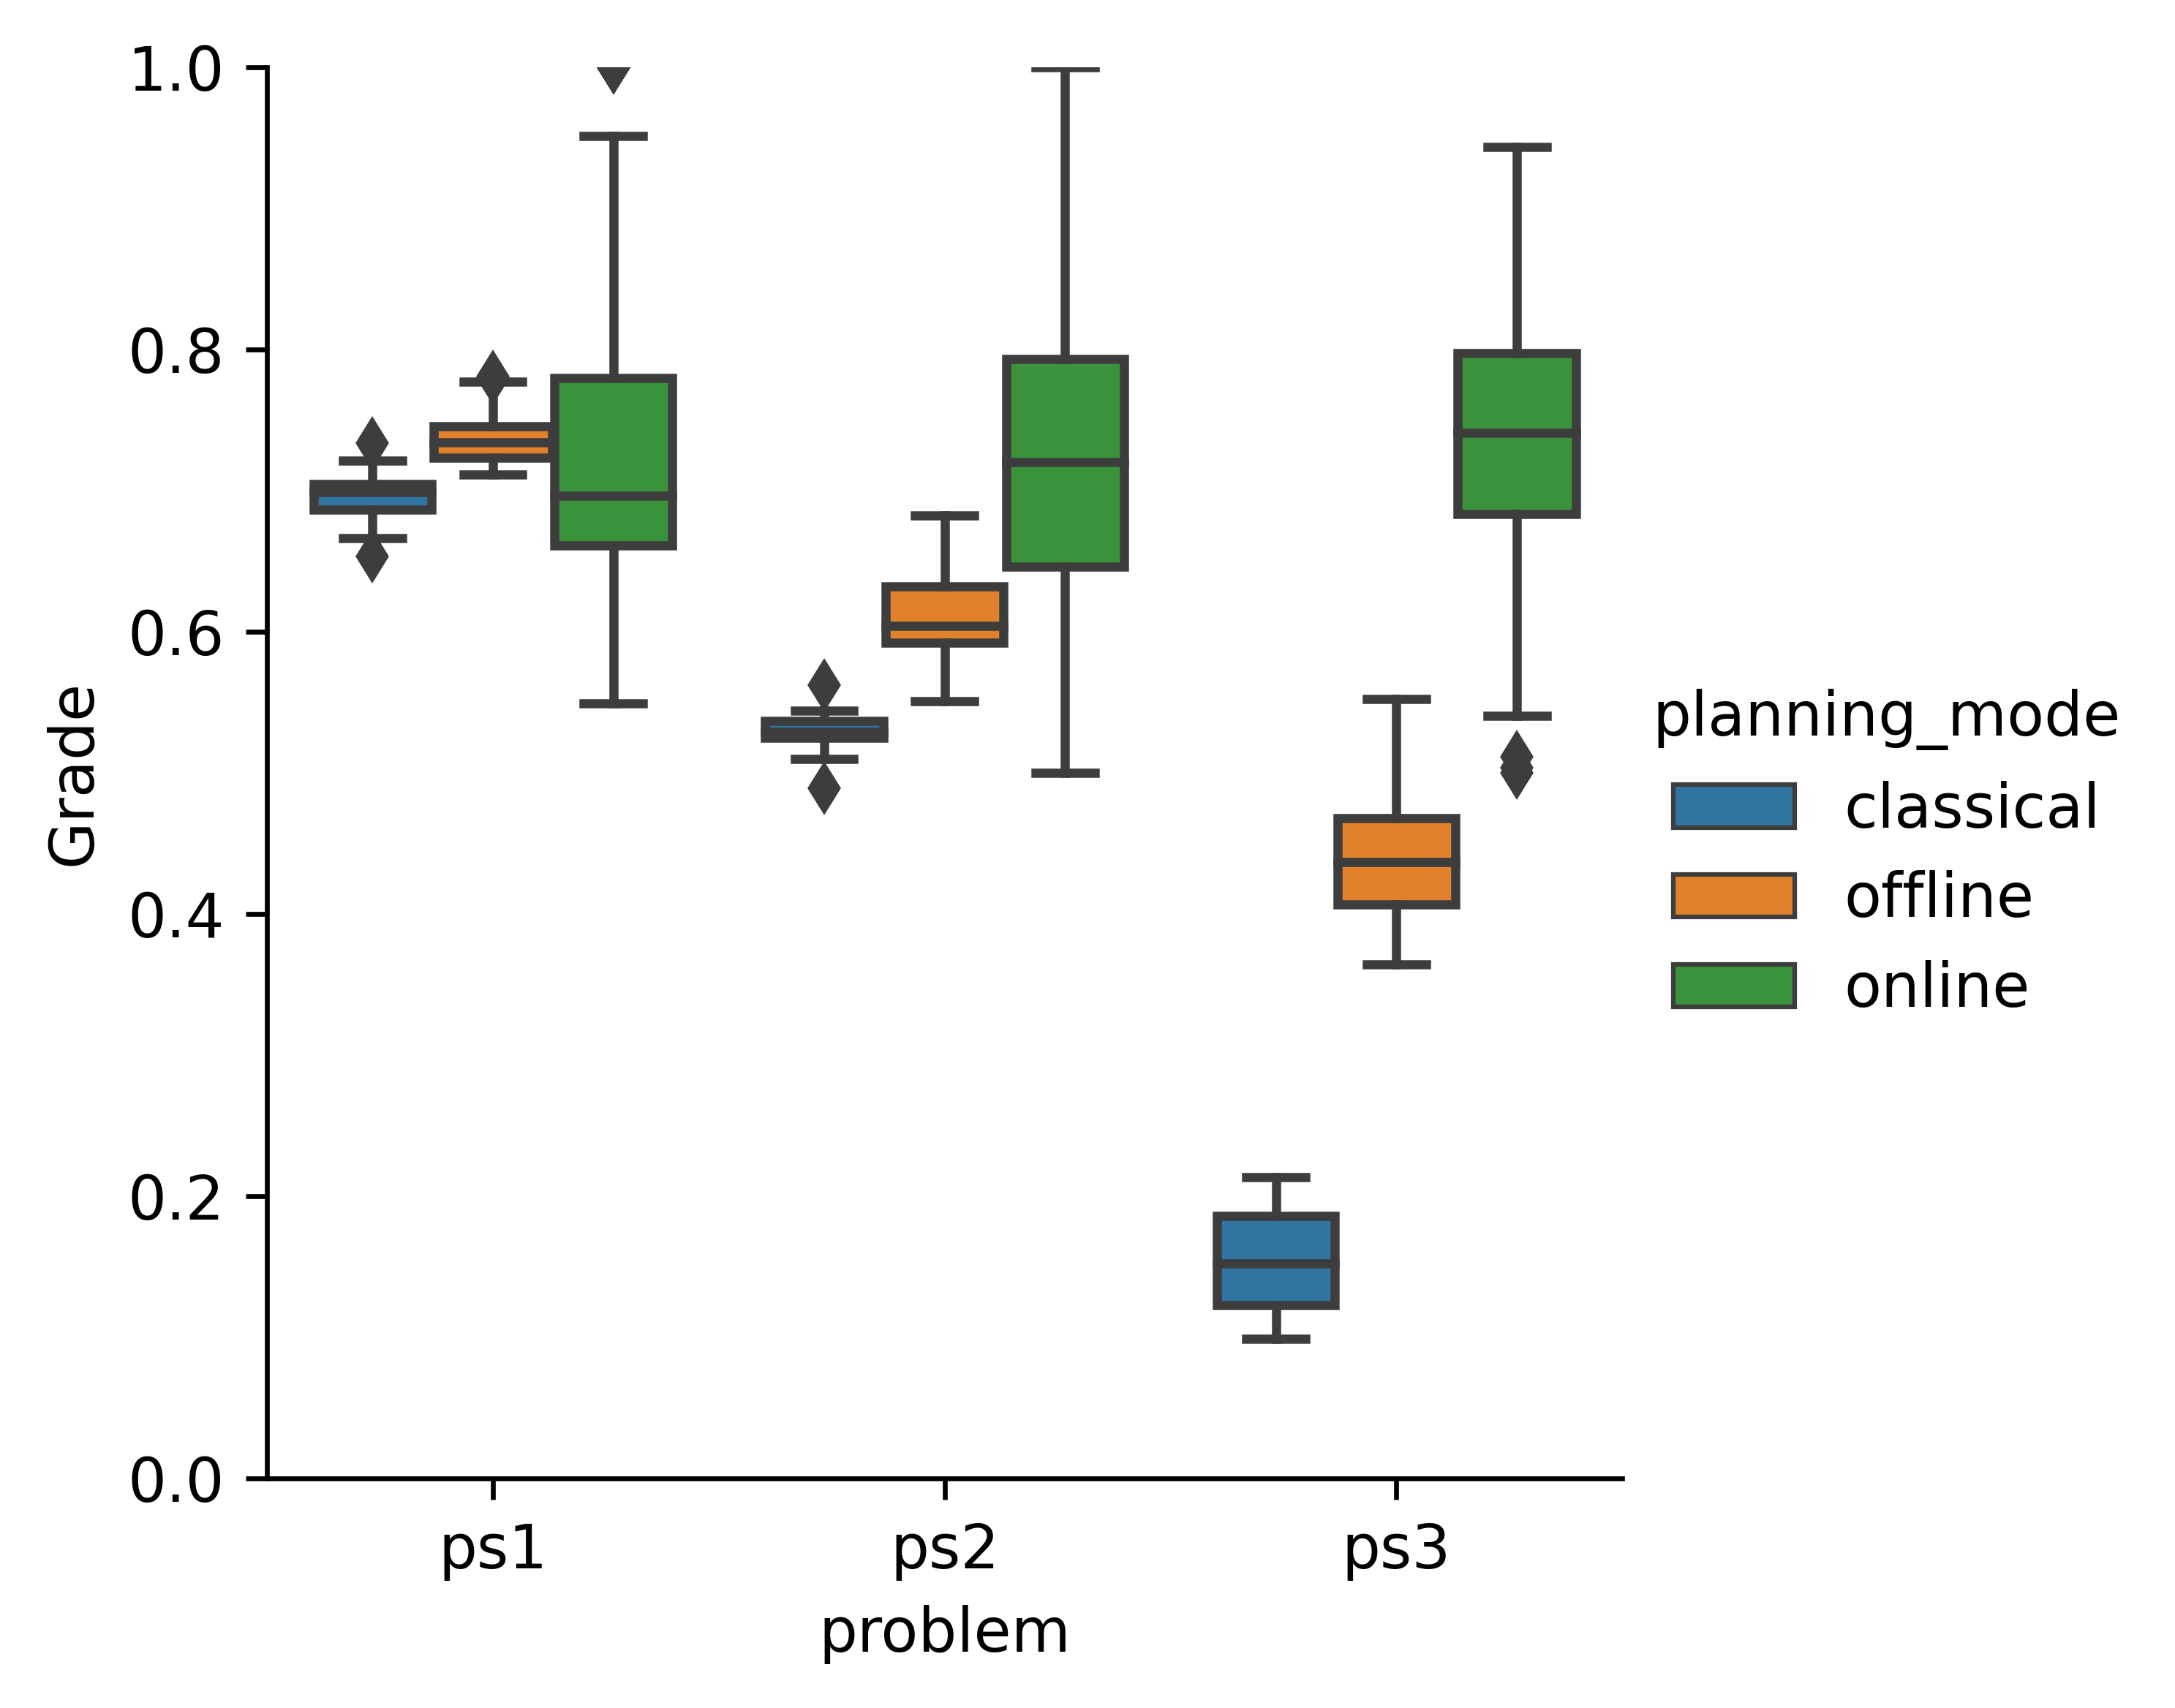 1.0
0.8
0.6
0.4
0.2
0.0
Grade
ps1
ps2
ps3
problem
planning_mode
classical
offline
online